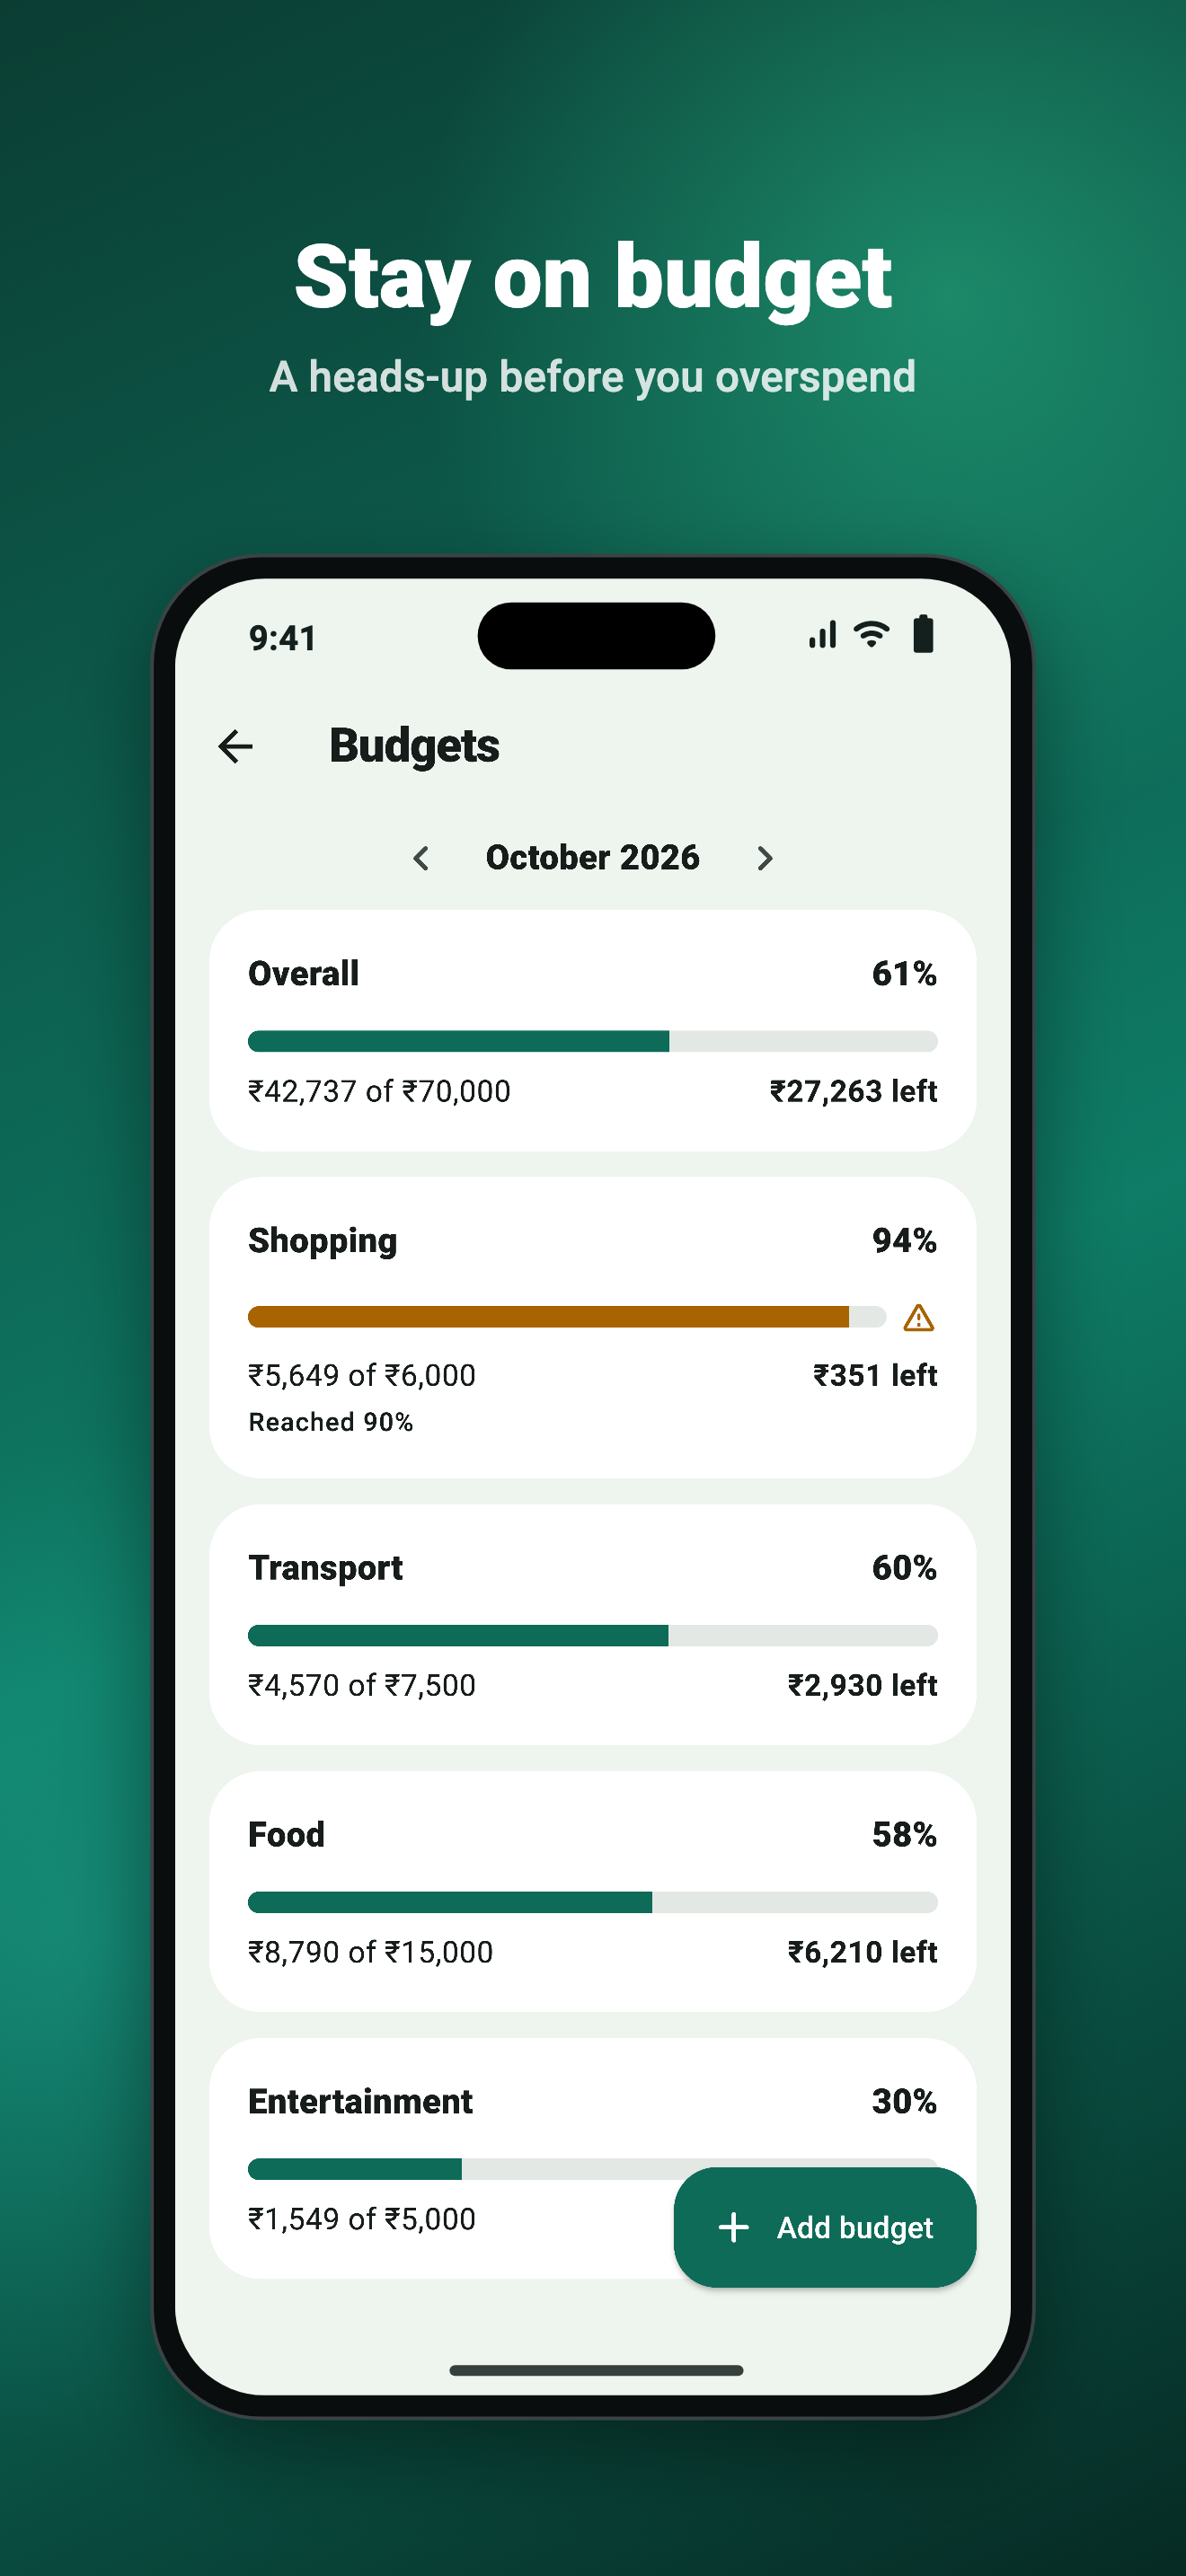 Stay on budget
A heads-up before you overspend
9:41
Budgets
October 2026
Overall 61%
₹42,737 of ₹70,000 ₹27,263 left
Shopping 94%
₹5,649 of ₹6,000 ₹351 left
Reached 90%
Transport 60%
₹4,570 of ₹7,500 ₹2,930 left
Food 58%
₹8,790 of ₹15,000 ₹6,210 left
Entertainment 30%
₹1,549 of ₹5,000
Add budget